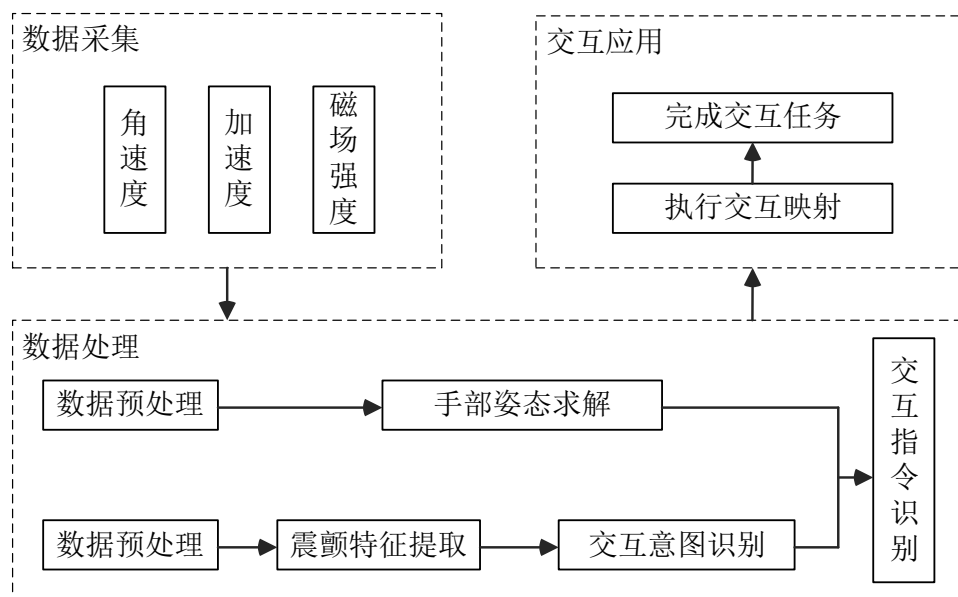 数据采集
角速度
加速度
磁场强度
交互应用
完成交互任务
执行交互映射
数据处理
数据预处理
手部姿态求解
数据预处理
震颤特征提取
交互意图识别
交互指令识别